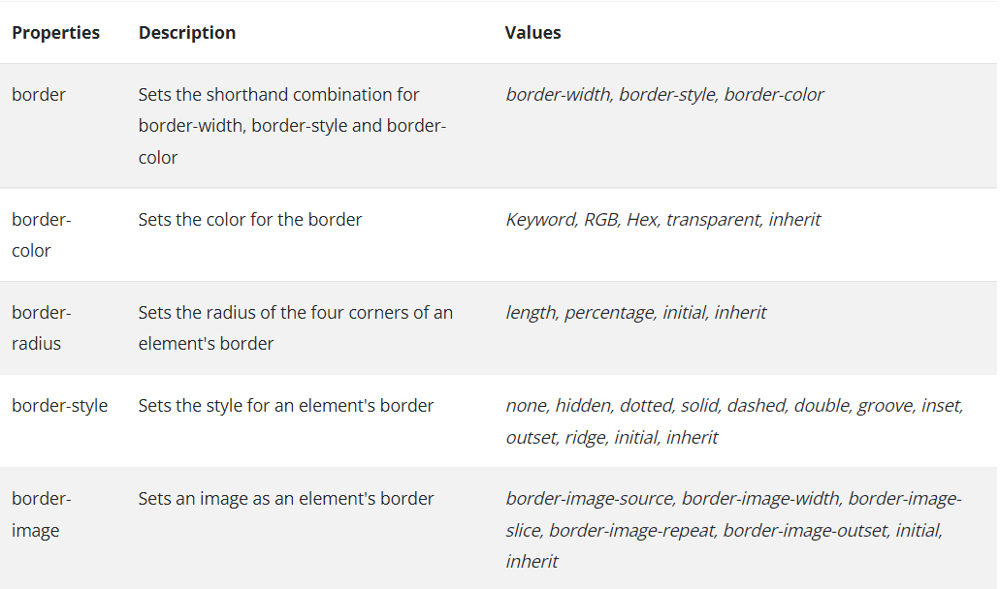 Properties Description Values
border Sets the shorthand combination for border-width, border-style, border-color
border-width, border-style and border-
color
border- Sets the color for the border Keyword, RGB, Hex, transparent, inherit
color
border- Sets the radius of the four corners of an length, percentage, initial, inherit
radius element's border
border-style Sets the style for an element's border none, hidden, dotted, solid, dashed, double, groove, inset,
outset, ridge, initial, inherit
border- Sets an image as an element's border border-image-source, border-image-width, border-image-
image slice, border-image-repeat, border-image-outset, initial,
inherit